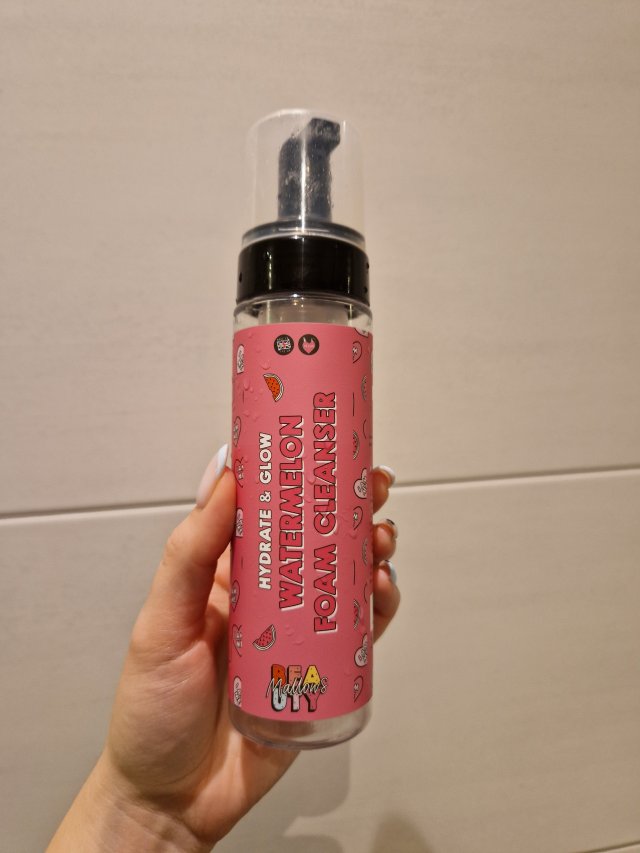 HYDRATE & GLOW
WATERMELON
FOAM CLEANSER
BEA
Mallows
UTY